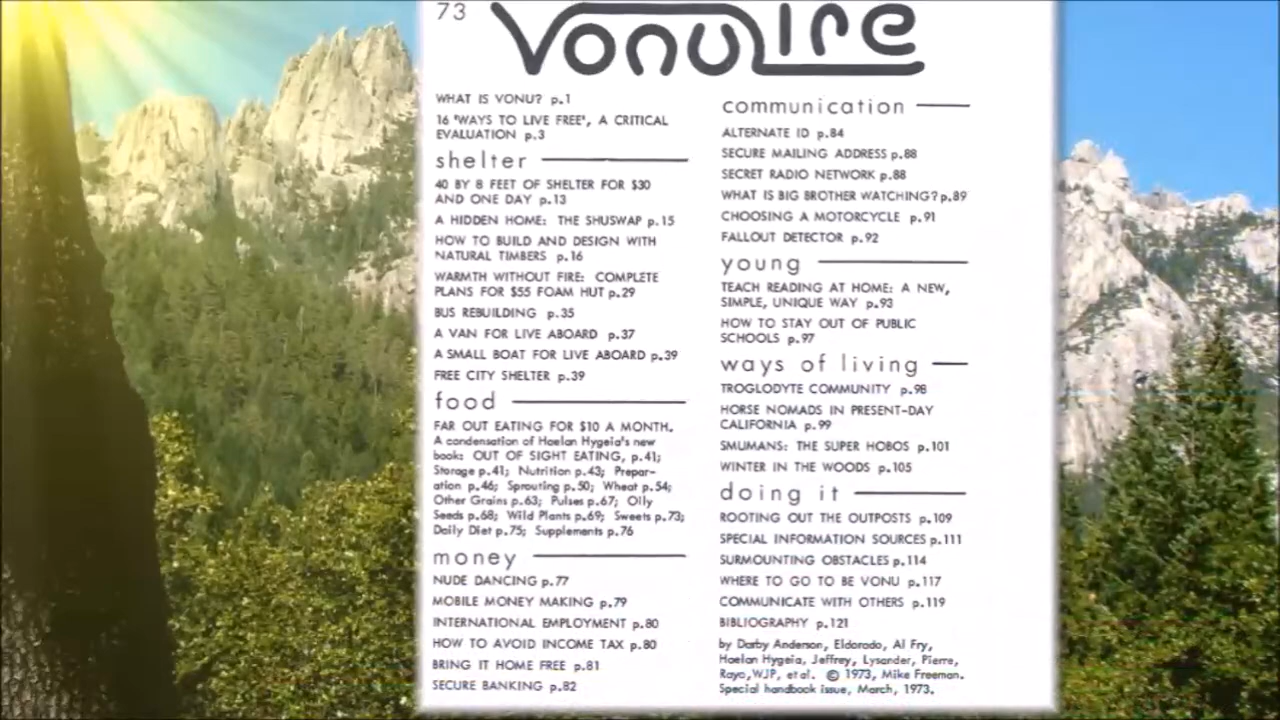 73
VONU LIFE
WHAT IS VONU? p.1
16 'WAYS TO LIVE FREE', A CRITICAL
EVALUATION p.3
shelter
40 BY 8 FEET OF SHELTER FOR $30
AND ONE DAY p.13
A HIDDEN HOME: THE SHUSWAP p.15
HOW TO BUILD AND DESIGN WITH
NATURAL TIMBERS p.16
WARMTH WITHOUT FIRE: COMPLETE
PLANS FOR $55 FOAM HUT p.29
BUS REBUILDING p.35
A VAN FOR LIVE ABOARD p.37
A SMALL BOAT FOR LIVE ABOARD p.39
FREE CITY SHELTER p.39
food
FAR OUT EATING FOR $10 A MONTH.
A condensation of Haelan Hygeia's new
book: OUT OF SIGHT EATING, p.41;
Storage p.41; Nutrition p.43; Prepar-
ation p.46; Sprouting p.50; Wheat p.54;
Other Grains p.63; Pulses p.67; Oily
Seeds p.68; Wild Plants p.69; Sweets p.73;
Daily Diet p.75; Supplements p.76
money
NUDE DANCING p.77
MOBILE MONEY MAKING p.79
INTERNATIONAL EMPLOYMENT p.80
HOW TO AVOID INCOME TAX p.80
BRING IT HOME FREE p.81
SECURE BANKING p.82
communication
ALTERNATE ID p.84
SECURE MAILING ADDRESS p.88
SECRET RADIO NETWORK p.88
WHAT IS BIG BROTHER WATCHING? p.89
CHOOSING A MOTORCYCLE p.91
FALLOUT DETECTOR p.92
young
TEACH READING AT HOME: A NEW,
SIMPLE, UNIQUE WAY p.93
HOW TO STAY OUT OF PUBLIC
SCHOOLS p.97
ways of living
TROGLODYTE COMMUNITY p.98
HORSE NOMADS IN PRESENT-DAY
CALIFORNIA p.99
SMUMANS: THE SUPER HOBOS p.101
WINTER IN THE WOODS p.105
doing it
ROOTING OUT THE OUTPOSTS p.109
SPECIAL INFORMATION SOURCES p.111
SURMOUNTING OBSTACLES p.114
WHERE TO GO TO BE VONU p.117
COMMUNICATE WITH OTHERS p.119
BIBLIOGRAPHY p.121
by Darby Anderson, Eldorado, Al Fry,
Haelan Hygeia, Jeffrey, Lysander, Pierre,
Rayo, WJP, et al. © 1973, Mike Freeman.
Special handbook issue, March, 1973.